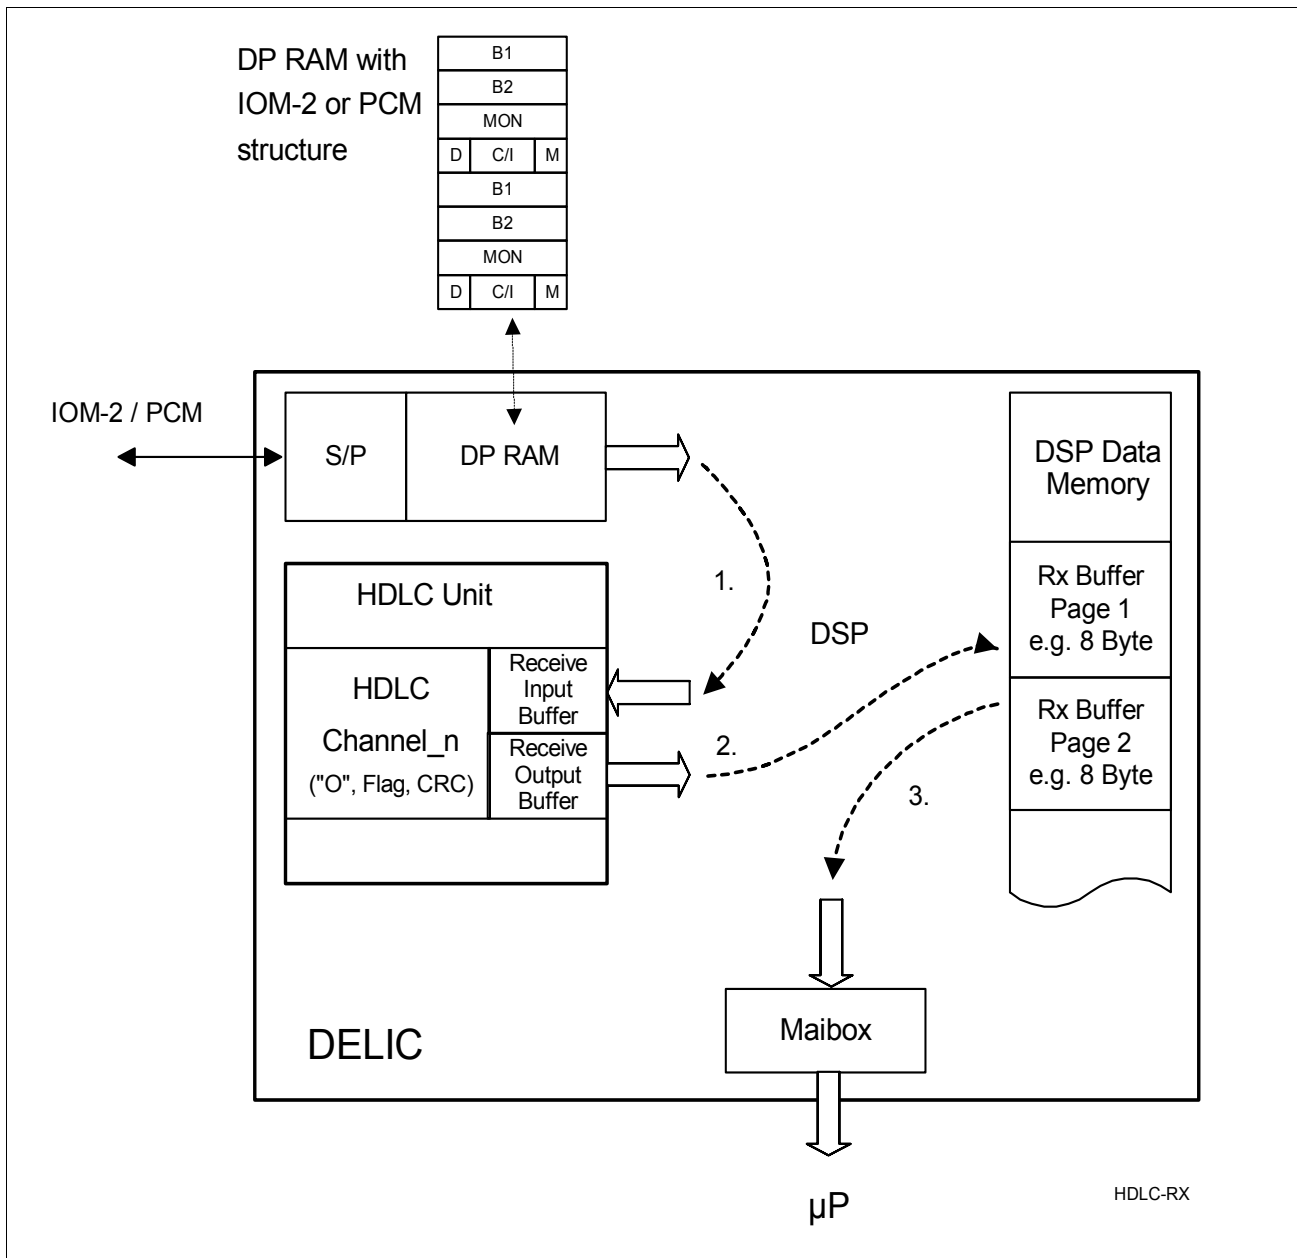 DP RAM with
IOM-2 or PCM
structure
B1
B2
MON
D C/I M
B1
B2
MON
D C/I M
IOM-2 / PCM
S/P
DP RAM
DSP Data
Memory
HDLC Unit
1.
DSP
Rx Buffer
Page 1
e.g. 8 Byte
HDLC
Channel_n
("O", Flag, CRC)
Receive
Input
Buffer
Receive
Output
Buffer
2.
Rx Buffer
Page 2
e.g. 8 Byte
3.
Maibox
DELIC
µP
HDLC-RX